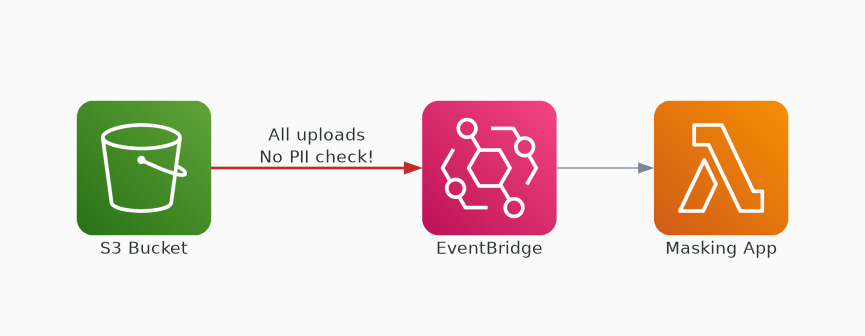 All uploads
No PII check!
S3 Bucket
EventBridge
Masking App